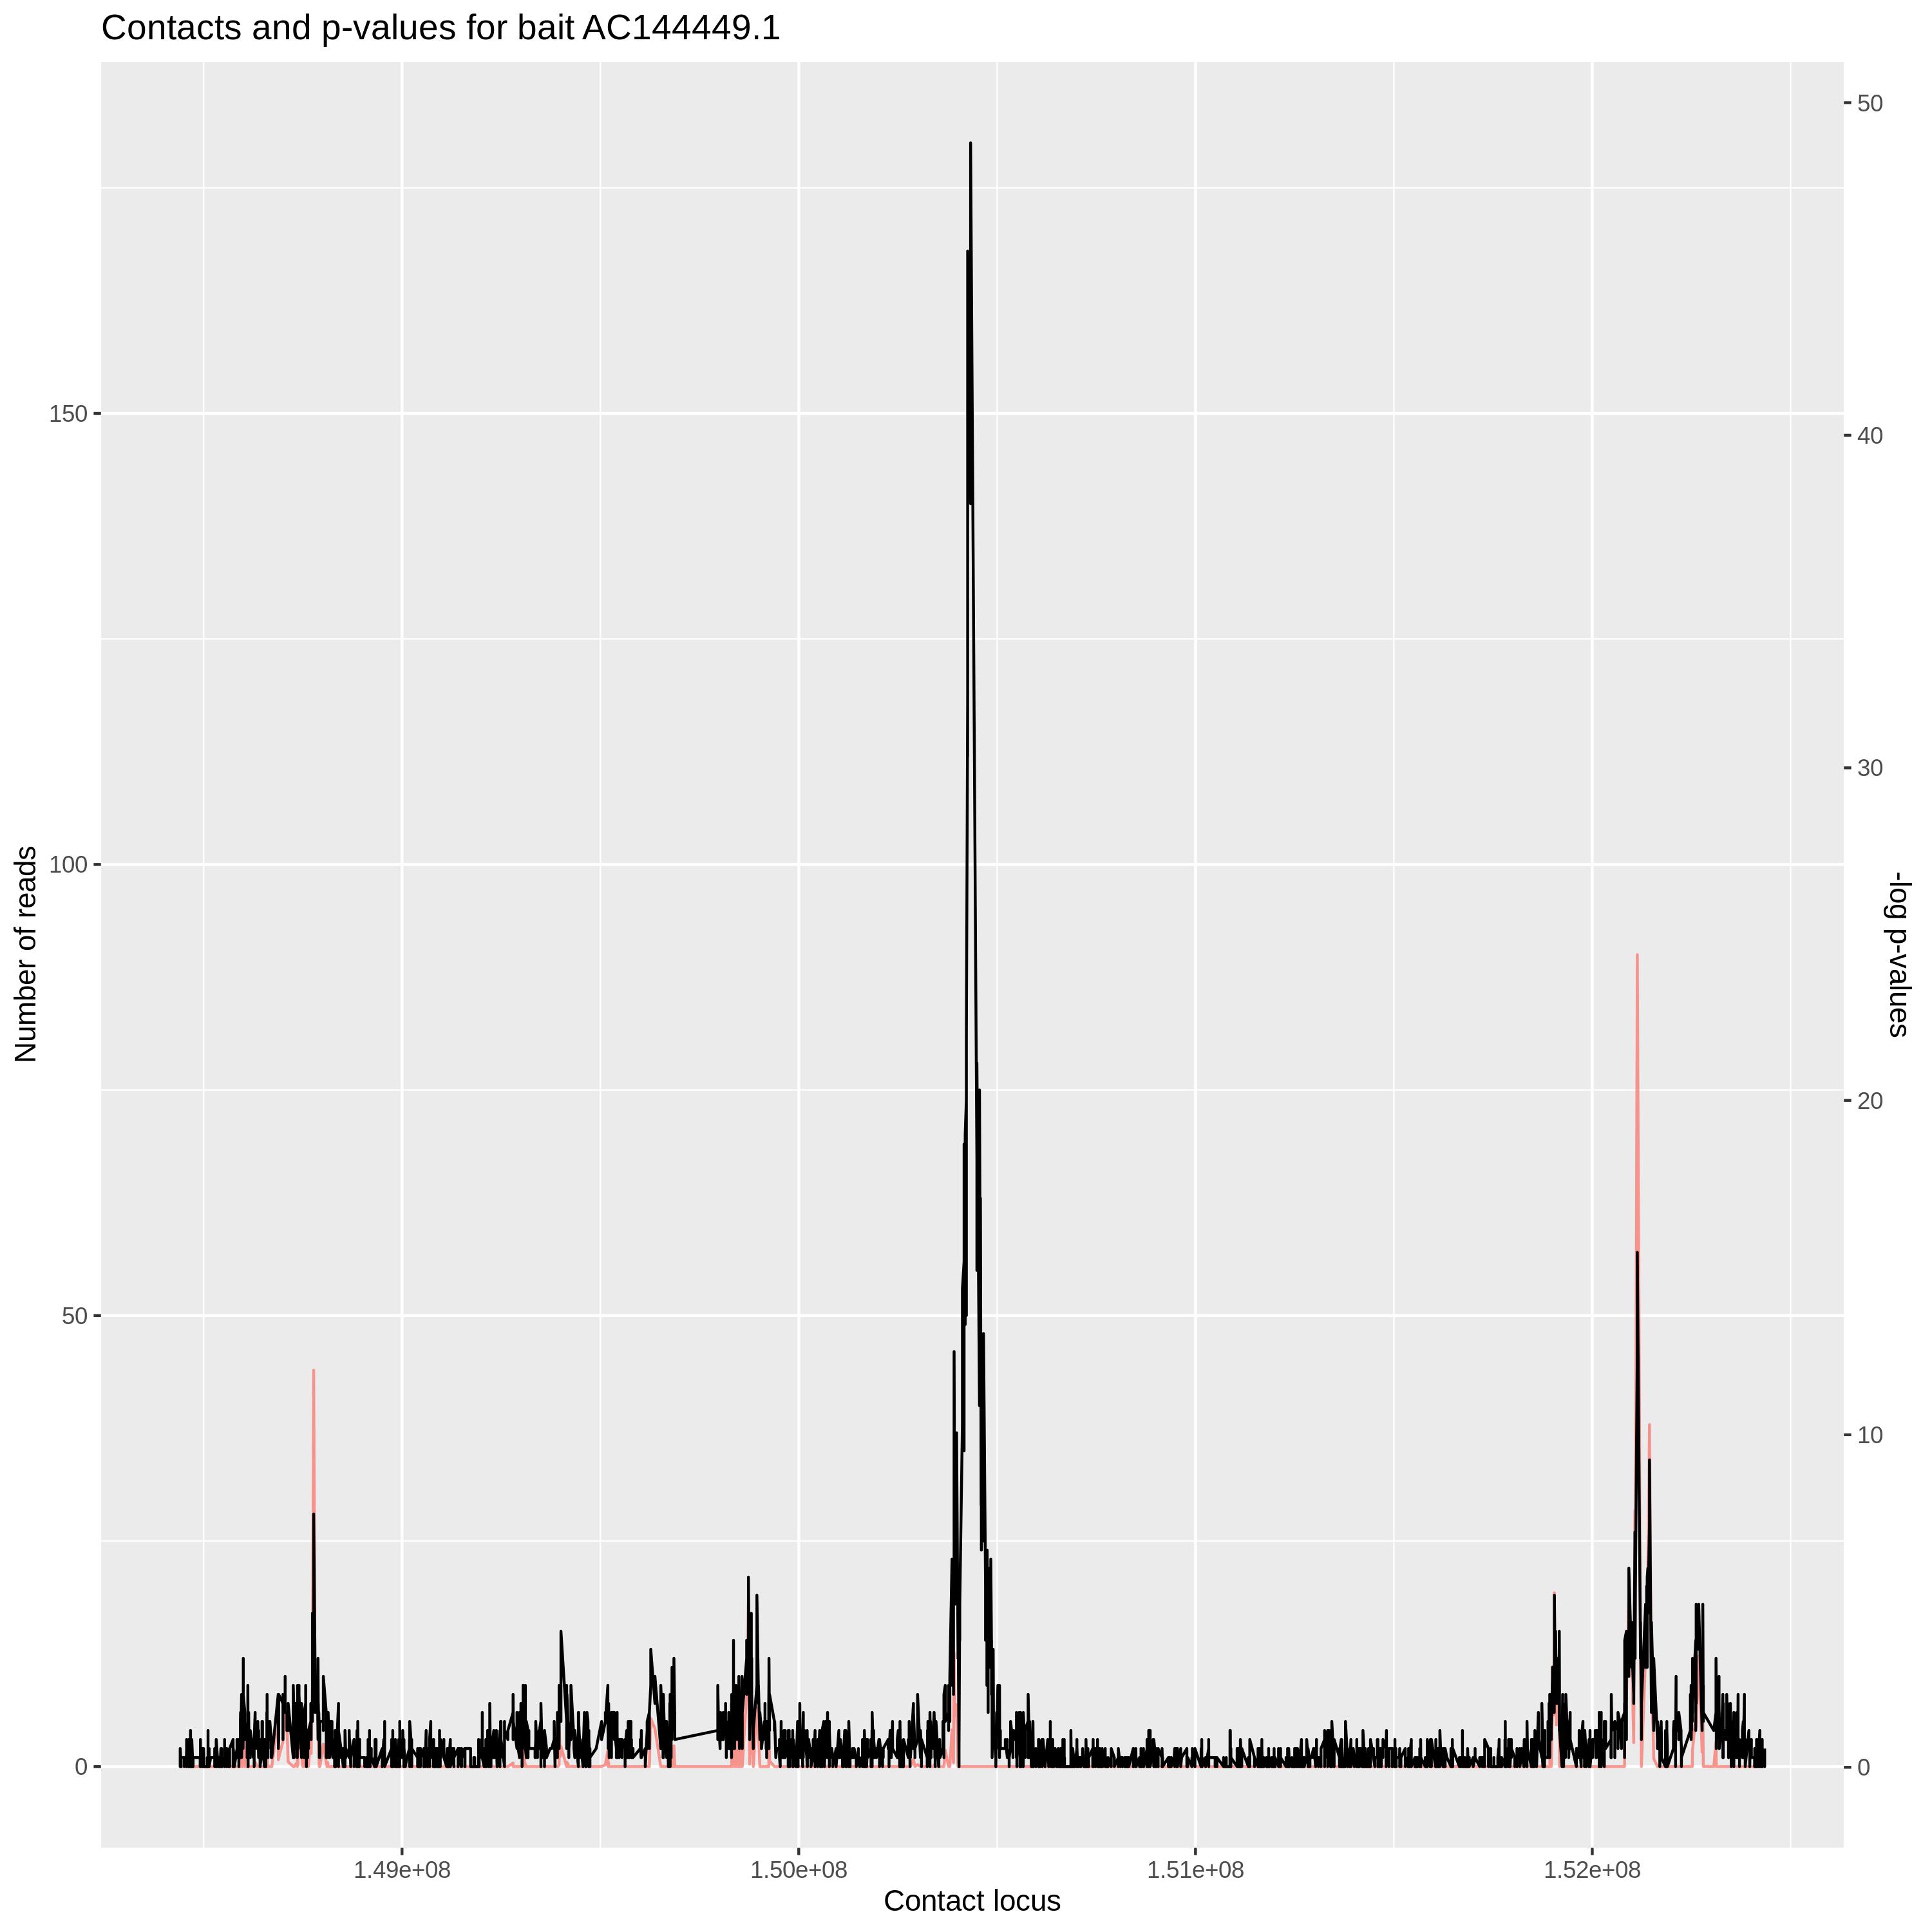 Contacts and p-values for bait AC144449.1
Number of reads
150
100
50
0
50
40
30
20
10
0
-log p-values
1.49e+08
1.50e+08
1.51e+08
1.52e+08
Contact locus